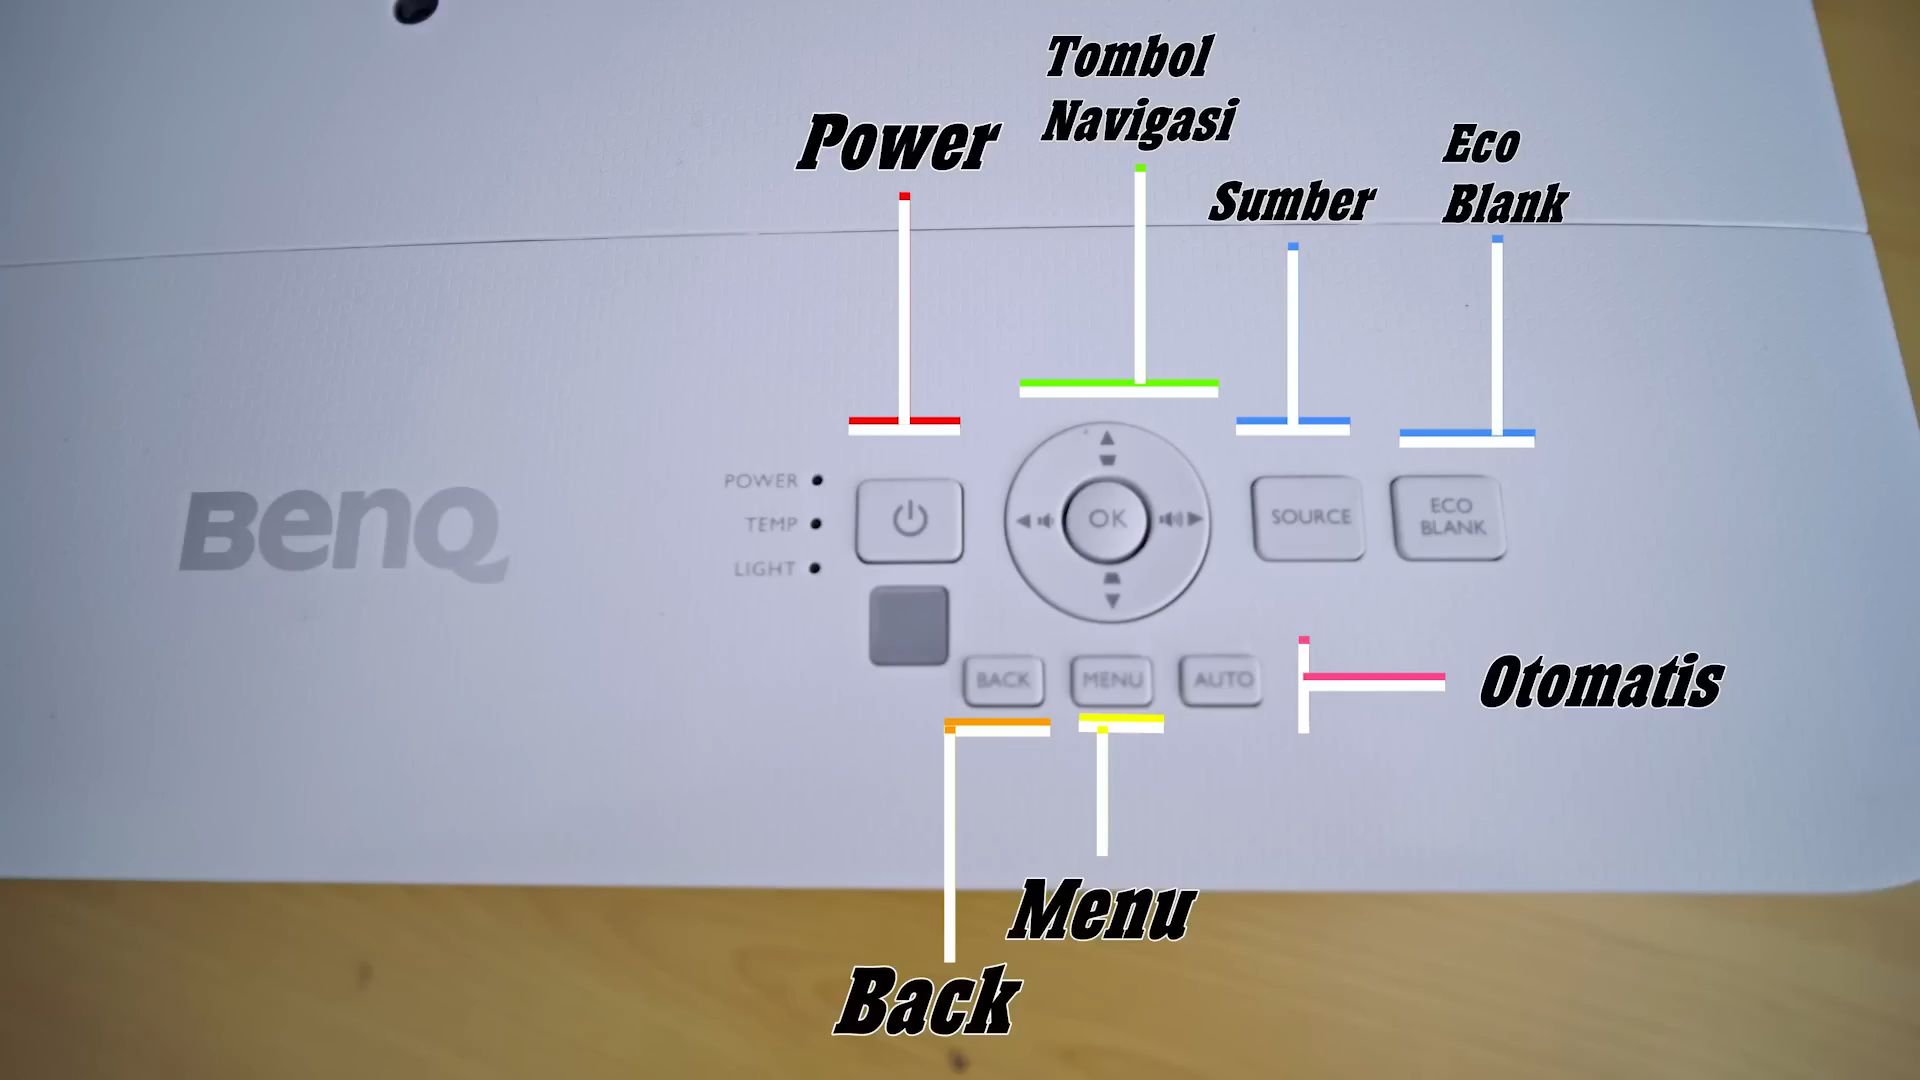 Tombol
Navigasi
Power
Eco
Blank
Sumber
POWER
TEMP
LIGHT
BenQ
OK
SOURCE
ECO
BLANK
BACK
MENU
AUTO
Otomatis
Menu
Back